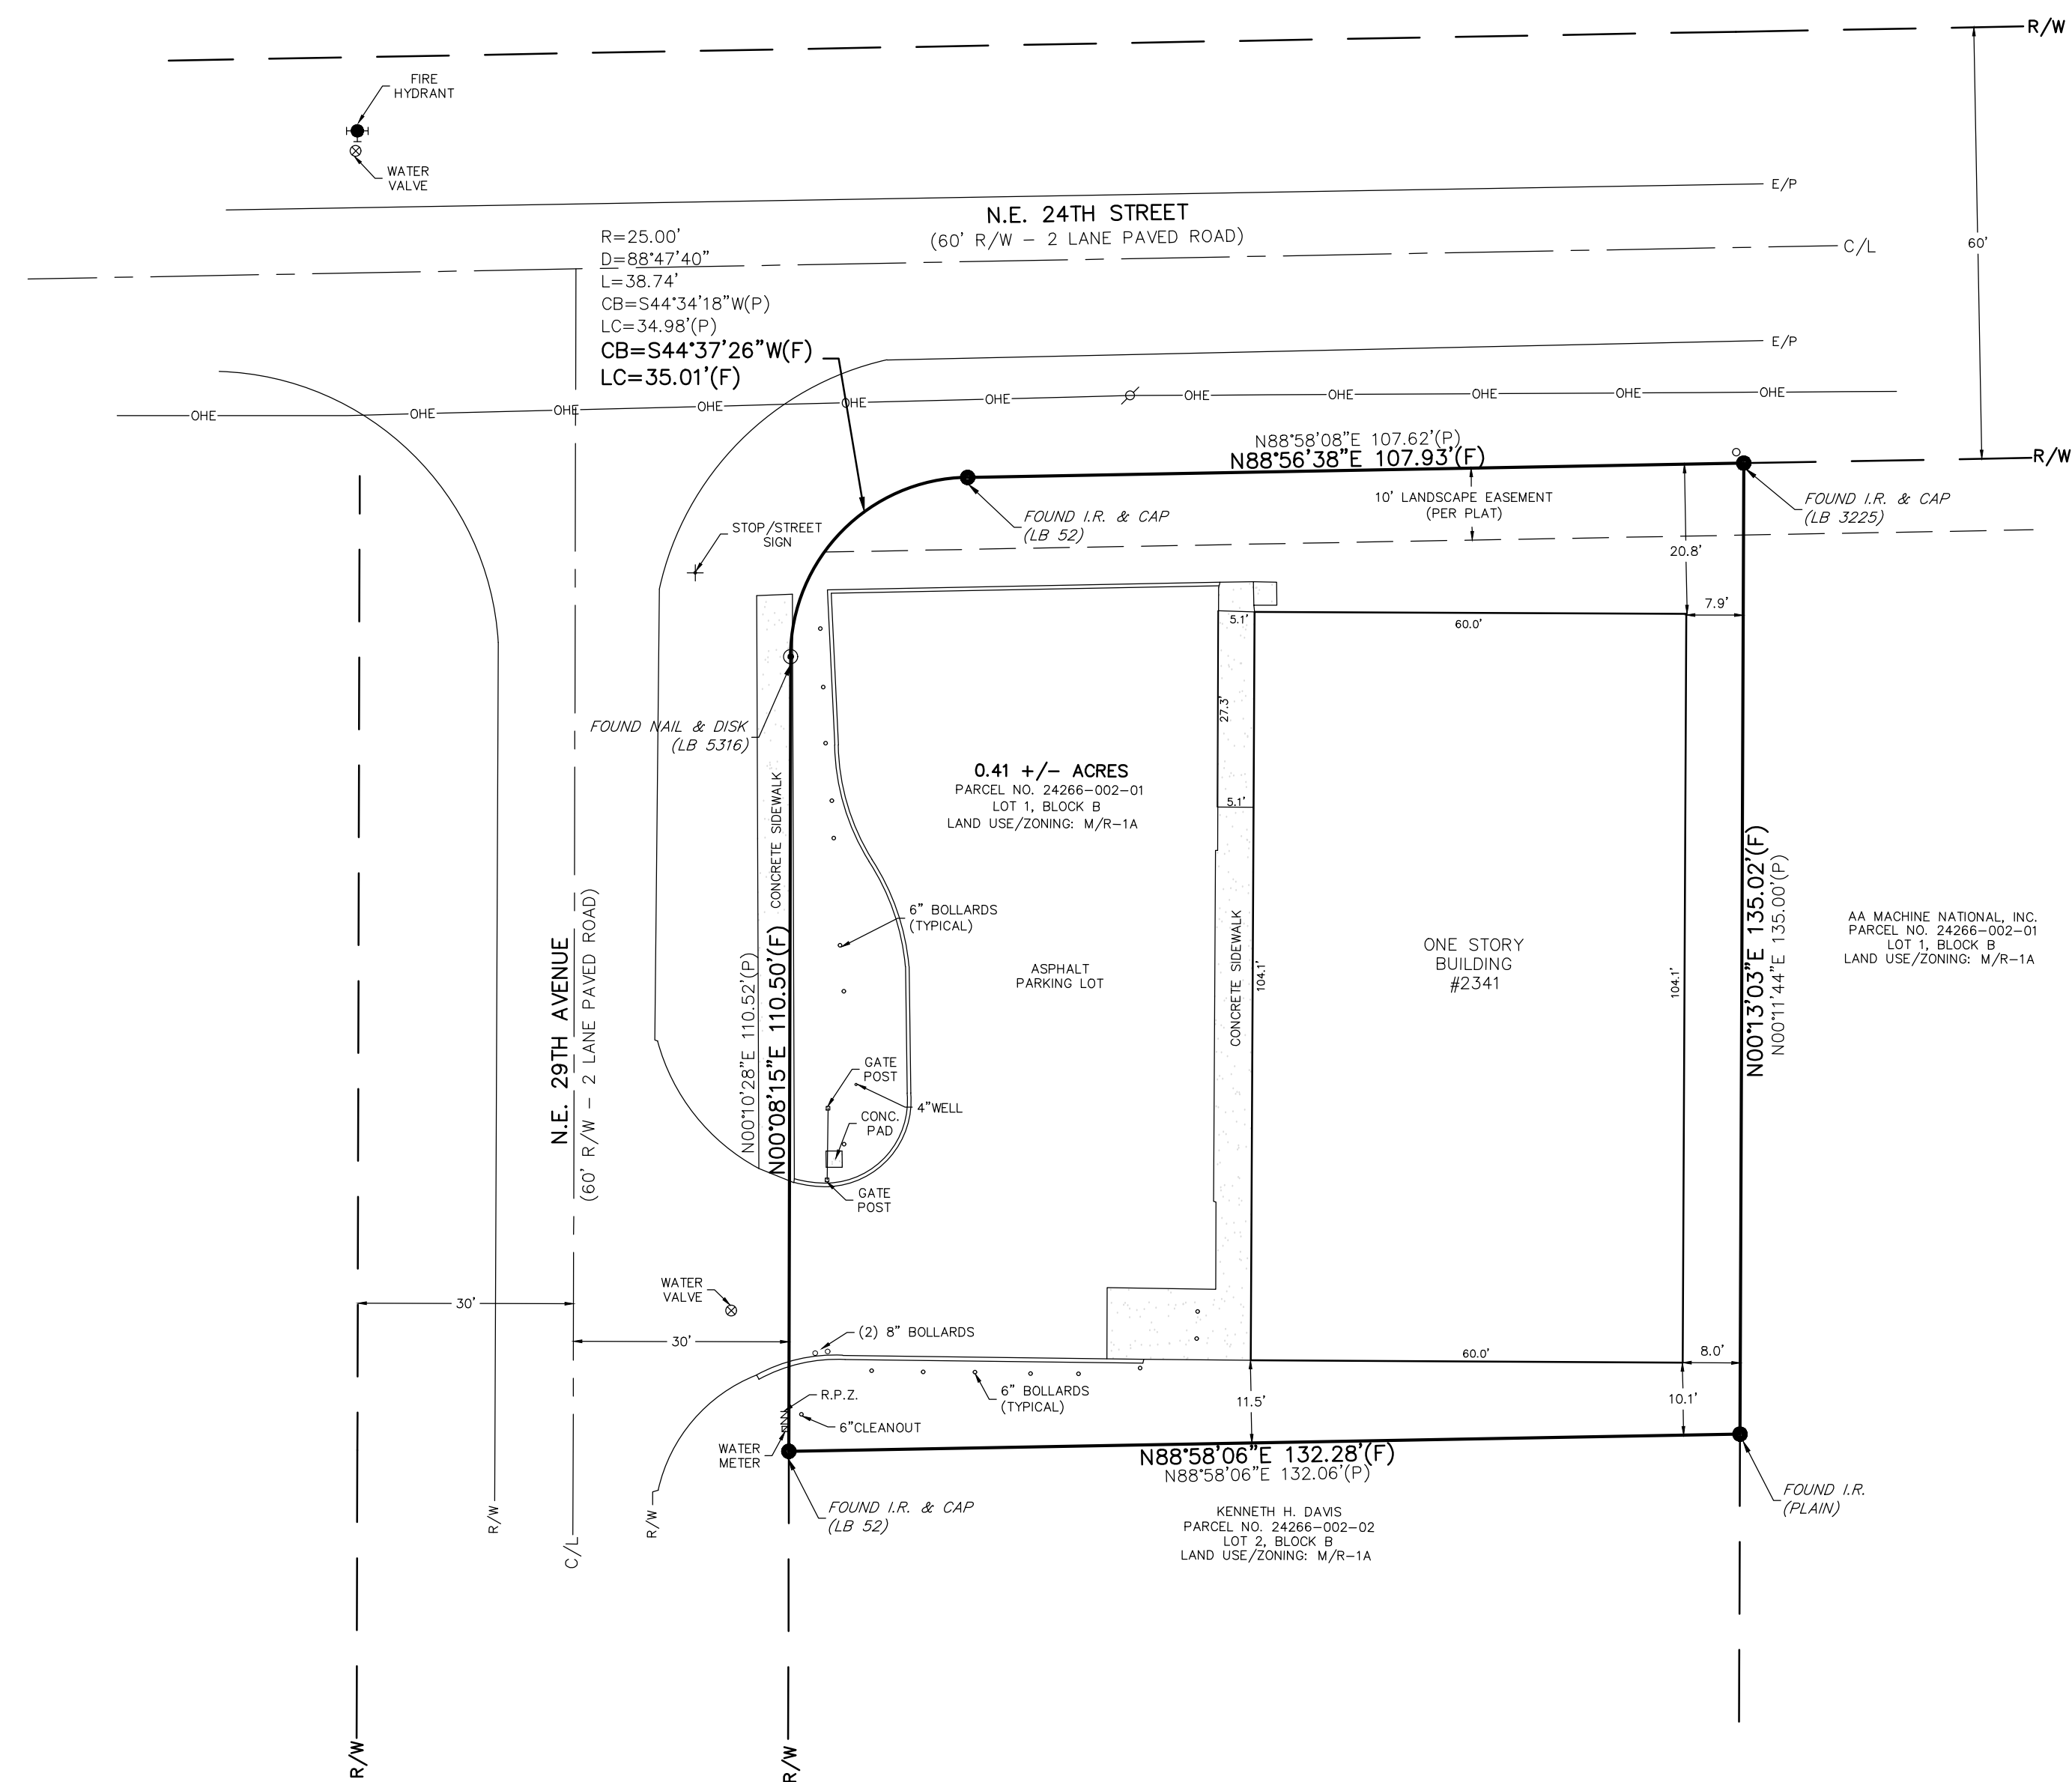 R/W
FIRE
HYDRANT
WATER
VALVE
E/P
N.E. 24TH STREET
(60' R/W - 2 LANE PAVED ROAD)
C/L
60'
R=25.00'
D=88°47'40"
L=38.74'
CB=S44°34'18"W(P)
LC=34.98'(P)
CB=S44°37'26"W(F)
LC=35.01'(F)
E/P
OHE
OHE
OHE
OHE
OHE
OHE
OHE
OHE
OHE
OHE
OHE
N88°58'08"E 107.62'(P)
N88°56'38"E 107.93'(F)
R/W
10' LANDSCAPE EASEMENT
(PER PLAT)
FOUND I.R. & CAP
(LB 3225)
FOUND I.R. & CAP
(LB 52)
STOP/STREET
SIGN
20.8'
7.9'
5.1'
60.0'
27.3'
FOUND NAIL & DISK
(LB 5316)
CONCRETE SIDEWALK
0.41 +/- ACRES
PARCEL NO. 24266-002-01
LOT 1, BLOCK B
LAND USE/ZONING: M/R-1A
5.1'
6" BOLLARDS
(TYPICAL)
ASPHALT
PARKING LOT
CONCRETE SIDEWALK
104.1'
ONE STORY
BUILDING
#2341
104.1'
N00°13'03"E 135.02'(F)
N00°11'44"E 135.00'(P)
AA MACHINE NATIONAL, INC.
PARCEL NO. 24266-002-01
LOT 1, BLOCK B
LAND USE/ZONING: M/R-1A
N.E. 29TH AVENUE
(60' R/W - 2 LANE PAVED ROAD)
N00°10'28"E 110.52'(P)
N00°08'15"E 110.50'(F)
GATE
POST
4"WELL
CONC.
PAD
GATE
POST
WATER
VALVE
30'
30'
(2) 8" BOLLARDS
60.0'
8.0'
R.P.Z.
6" BOLLARDS
(TYPICAL)
11.5'
10.1'
6"CLEANOUT
WATER
METER
N88°58'06"E 132.28'(F)
N88°58'06"E 132.06'(P)
FOUND I.R. & CAP
(LB 52)
FOUND I.R.
(PLAIN)
KENNETH H. DAVIS
PARCEL NO. 24266-002-02
LOT 2, BLOCK B
LAND USE/ZONING: M/R-1A
R/W
C/L
R/W
R/W
R/W